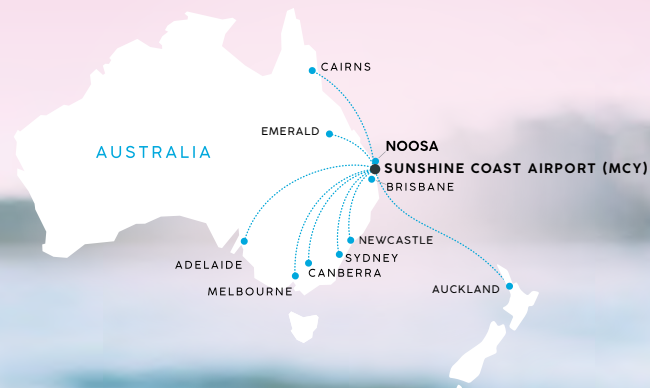 CAIRNS
EMERALD
NOOSA
AUSTRALIA
SUNSHINE COAST AIRPORT (MCY)
BRISBANE
NEWCASTLE
SYDNEY
ADELAIDE
CANBERRA
MELBOURNE
AUCKLAND